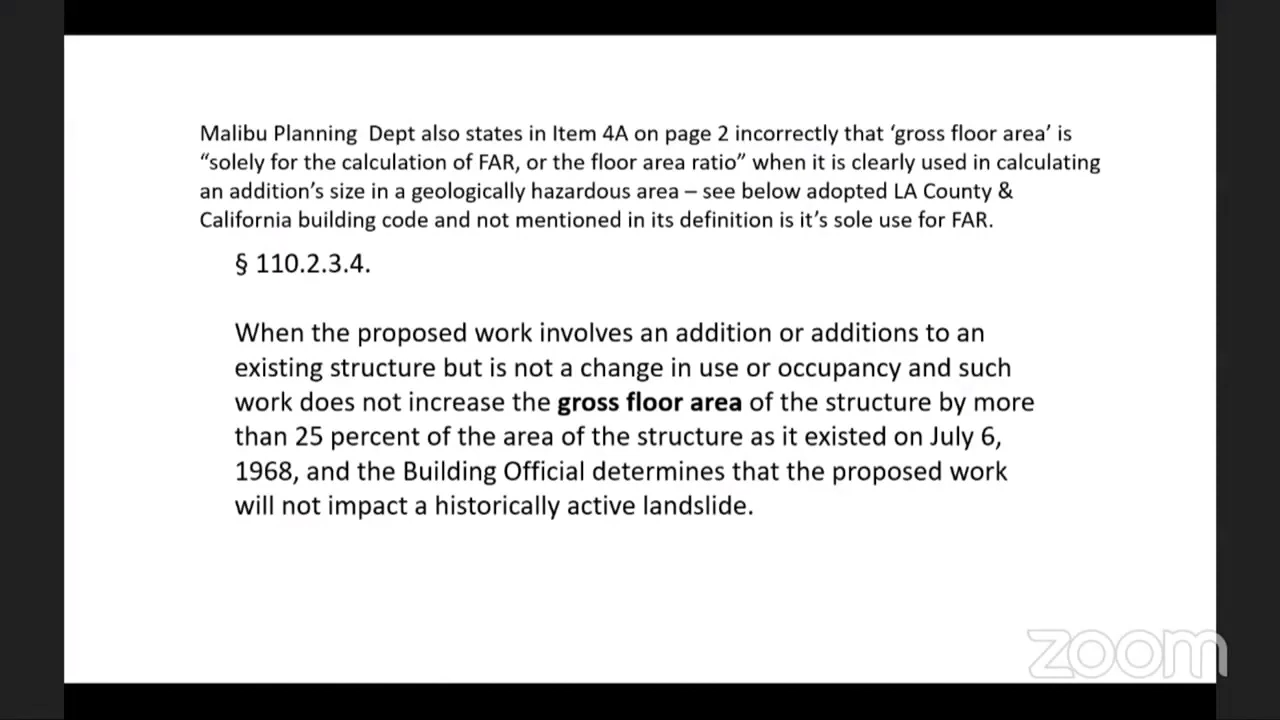 Malibu Planning  Dept also states in Item 4A on page 2 incorrectly that ‘gross floor area’ is
“solely for the calculation of FAR, or the floor area ratio” when it is clearly used in calculating
an addition’s size in a geologically hazardous area – see below adopted LA County &
California building code and not mentioned in its definition is it’s sole use for FAR.
§ 110.2.3.4.
When the proposed work involves an addition or additions to an
existing structure but is not a change in use or occupancy and such
work does not increase the gross floor area of the structure by more
than 25 percent of the area of the structure as it existed on July 6,
1968, and the Building Official determines that the proposed work
will not impact a historically active landslide.
zoom